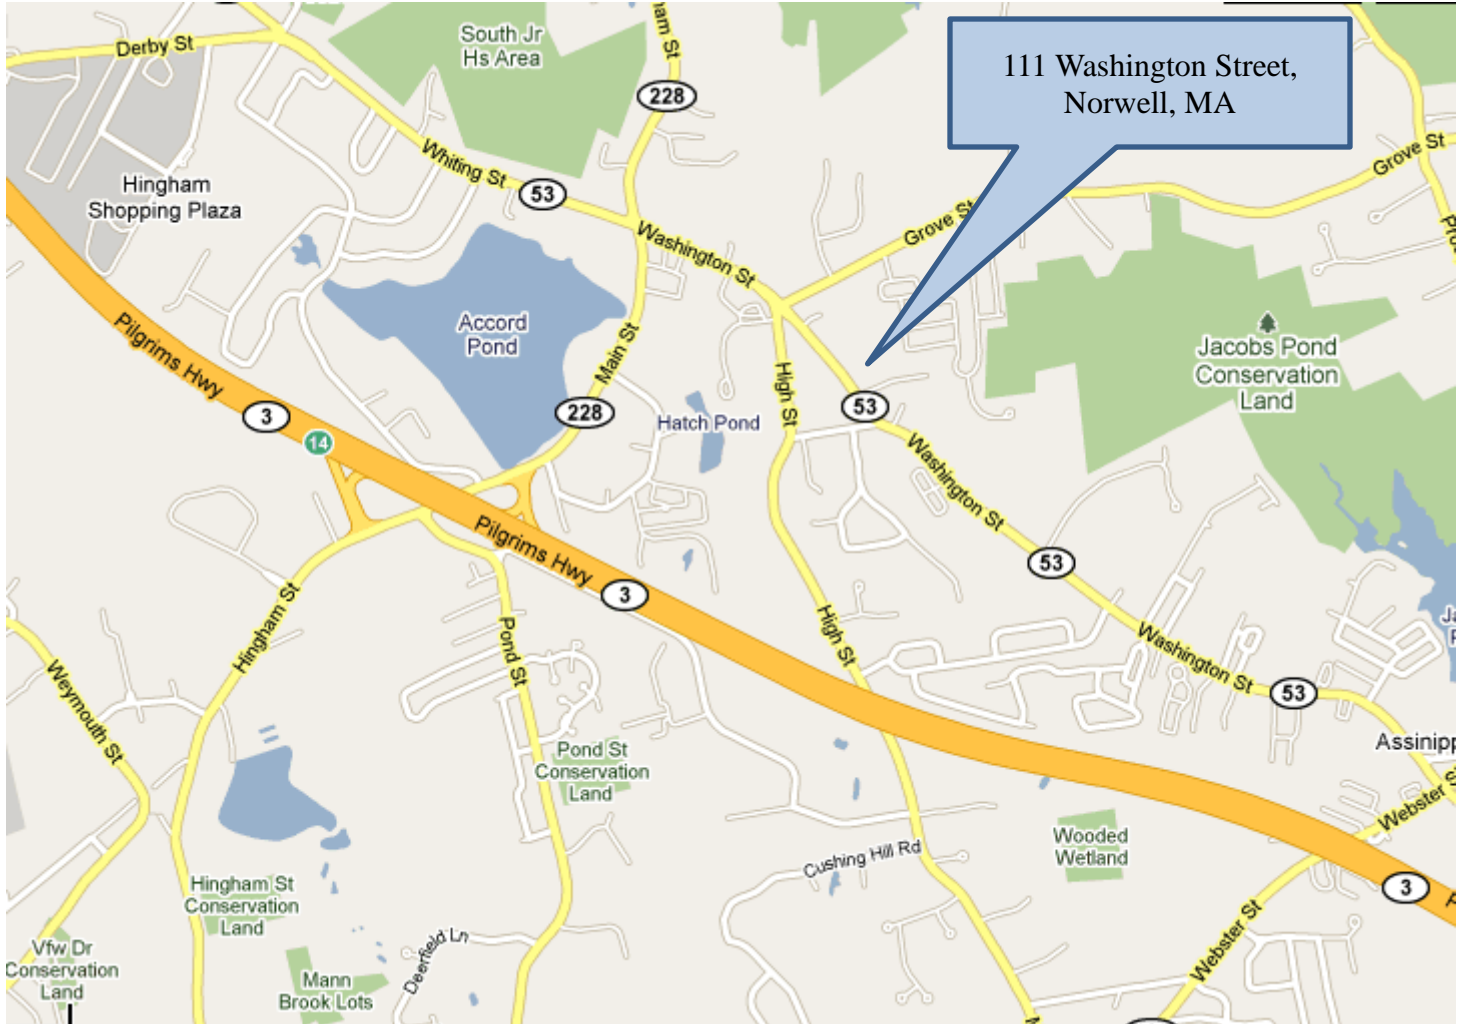 Derby St
South Jr
Hs Area
am St
228
111 Washington Street,
Norwell, MA
Whiting St
53
Hingham
Shopping Plaza
Grove St
Grove St
Washington St
Accord
Pond
Main St
Pilgrims Hwy
3
14
228
Hatch Pond
High St
53
Jacobs Pond
Conservation
Land
Washington St
53
Pilgrims Hwy
3
Hingham St
Pond St
High St
Washington St
53
Weymouth St
Assinipp
Webster S
Pond St
Conservation
Land
Wooded
Wetland
Cushing Hill Rd
3
Hingham St
Conservation
Land
Webster St
Deerfield Ln
Vfw Dr
Conservation
Land
Mann
Brook Lots